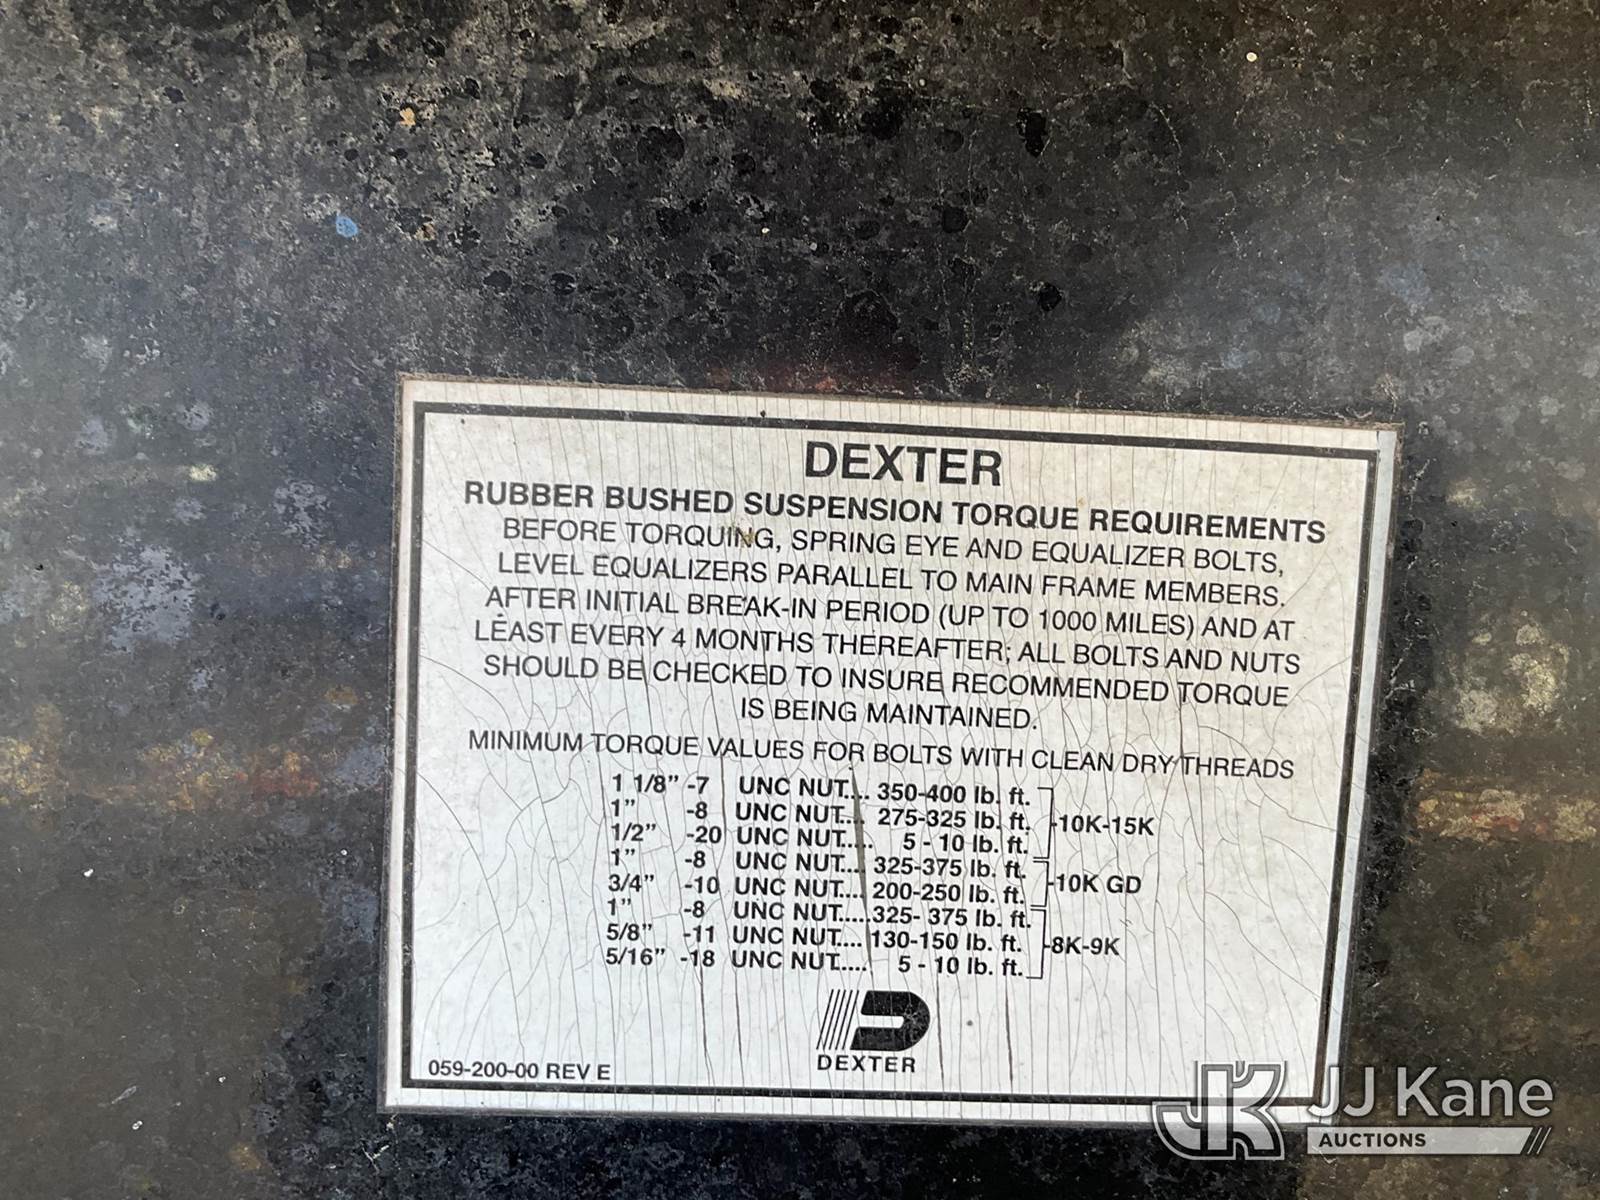 DEXTER
RUBBER BUSHED SUSPENSION TORQUE REQUIREMENTS
BEFORE TORQUING, SPRING EYE AND EQUALIZER BOLTS,
LEVEL EQUALIZERS PARALLEL TO MAIN FRAME MEMBERS.
AFTER INITIAL BREAK-IN PERIOD (UP TO 1000 MILES) AND AT
LEAST EVERY 4 MONTHS THEREAFTER; ALL BOLTS AND NUTS
SHOULD BE CHECKED TO INSURE RECOMMENDED TORQUE
IS BEING MAINTAINED.
MINIMUM TORQUE VALUES FOR BOLTS WITH CLEAN DRY THREADS
1 1/8” -7 UNC NUT.... 350-400 lb. ft.
1” -8 UNC NUT.... 275-325 lb. ft. 10K-15K
1/2” -20 UNC NUT..... 5 - 10 lb. ft.
1” -8 UNC NUT.... 325-375 lb. ft.
3/4” -10 UNC NUT.... 200-250 lb. ft. 10K GD
1” -8 UNC NUT.....325- 375 lb. ft.
5/8” -11 UNC NUT.... 130-150 lb. ft. 8K-9K
5/16” -18 UNC NUT.... 5 - 10 lb. ft.
DEXTER
059-200-00 REV E
JK JJ Kane
AUCTIONS